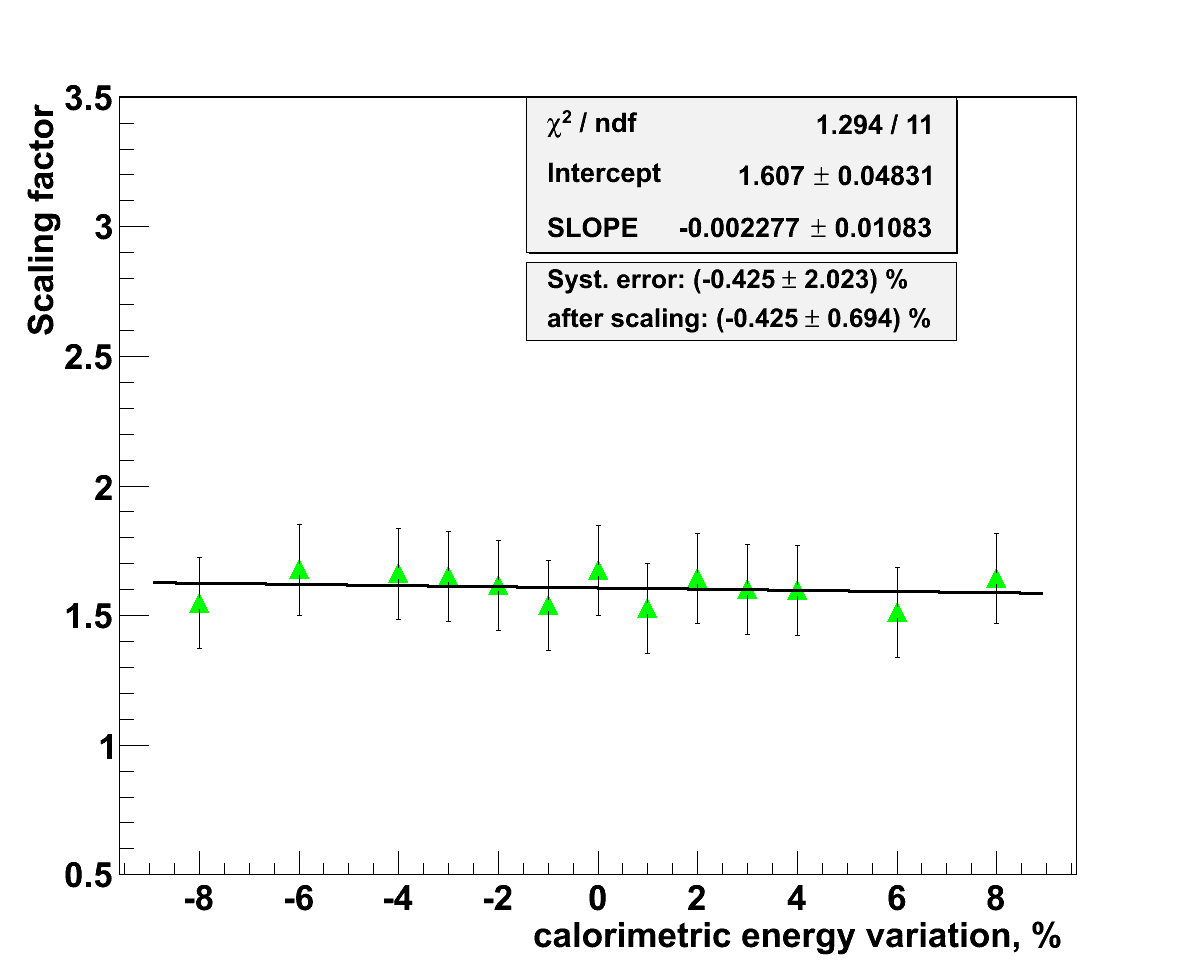 3.5
3
2.5
2
1.5
1
0.5
Scaling factor
χ² / ndf 1.294 / 11
Intercept 1.607 ± 0.04831
SLOPE -0.002277 ± 0.01083
Syst. error: (-0.425 ± 2.023) %
after scaling: (-0.425 ± 0.694) %
-8 -6 -4 -2 0 2 4 6 8
calorimetric energy variation, %